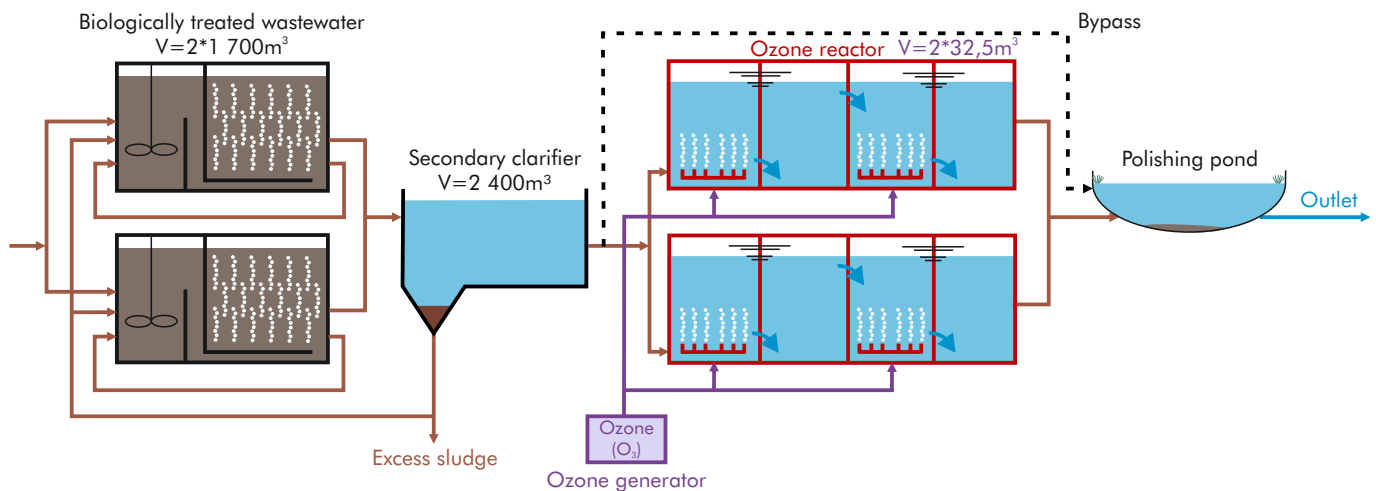 Biologically treated wastewater
V=2*1 700m³
Secondary clarifier
V=2 400m³
Excess sludge
Ozone
(O₃)
Ozone generator
Ozone reactor V=2*32,5m³
Bypass
Polishing pond
Outlet